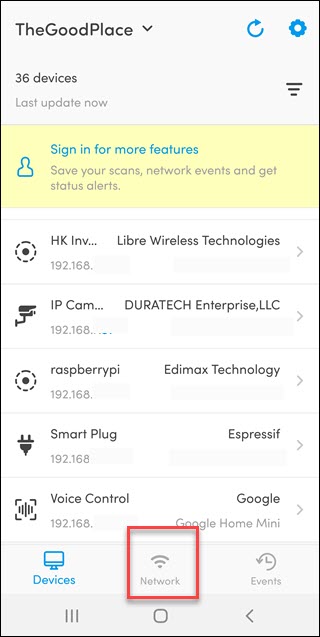 TheGoodPlace
36 devices
Last update now
Sign in for more features
Save your scans, network events and get
status alerts.
HK Inv... Libre Wireless Technologies
192.168.
IP Cam... DURATECH Enterprise,LLC
192.168.
raspberrypi Edimax Technology
192.168.
Smart Plug Espressif
192.168
Voice Control Google
192.168. Google Home Mini
Devices Network Events